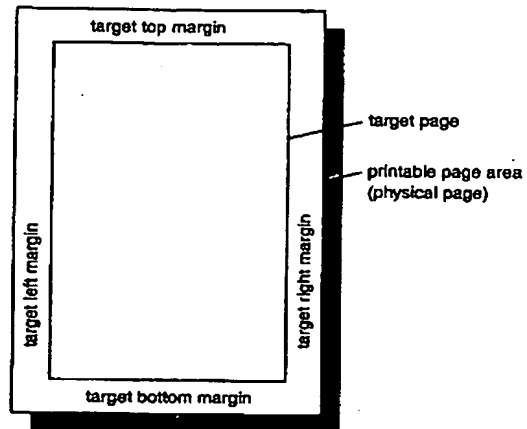 target top margin
target page
printable page area
(physical page)
target left margin
target right margin
target bottom margin